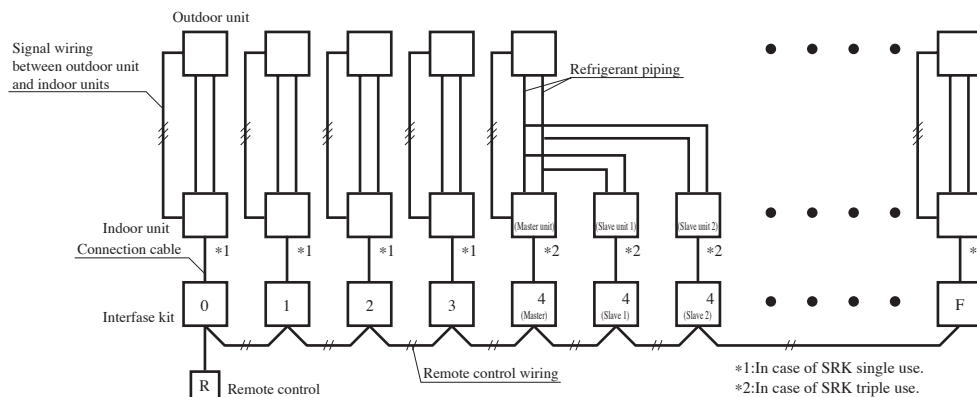 Outdoor unit
Signal wiring
between outdoor unit
and indoor units
Refrigerant piping
(Master unit)
(Slave unit 1)
(Slave unit 2)
Indoor unit
*1
*1
*1
*1
*2
*2
*2
*
Connection cable
0
1
2
3
4
(Master)
4
(Slave 1)
4
(Slave 2)
F
Interfase kit
R
Remote control
Remote control wiring
*1:In case of SRK single use.
*2:In case of SRK triple use.